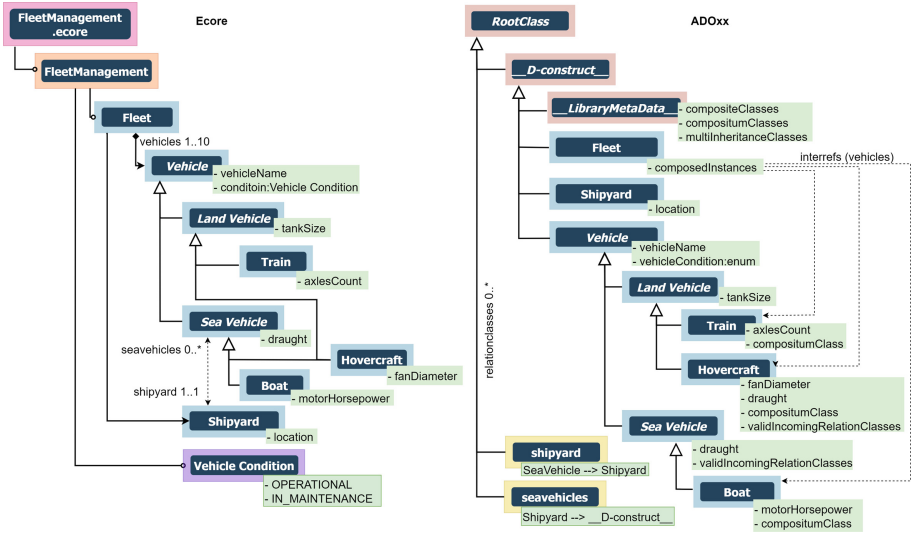 Ecore
FleetManagement
.ecore
FleetManagement
Fleet
vehicles 1..10
Vehicle
- vehicleName
- conditoin:Vehicle Condition
Land Vehicle
- tankSize
Train
- axlesCount
Sea Vehicle
- draught
seavehicles 0..*
Hovercraft
- fanDiameter
Boat
- motorHorsepower
shipyard 1..1
Shipyard
- location
Vehicle Condition
- OPERATIONAL
- IN_MAINTENANCE
ADOxx
RootClass
__D-construct__
__LibraryMetaData__
- compositeClasses
- compositumClasses
- multiInheritanceClasses
Fleet
- composedInstances
interrefs (vehicles)
Shipyard
- location
Vehicle
- vehicleName
- vehicleCondition:enum
Land Vehicle
- tankSize
relationclasses 0..*
Train
- axlesCount
- compositumClass
Hovercraft
- fanDiameter
- draught
- compositumClass
- validIncomingRelationClasses
Sea Vehicle
- draught
- validIncomingRelationClasses
shipyard
SeaVehicle --> Shipyard
seavehicles
Shipyard --> __D-construct__
Boat
- motorHorsepower
- compositumClass